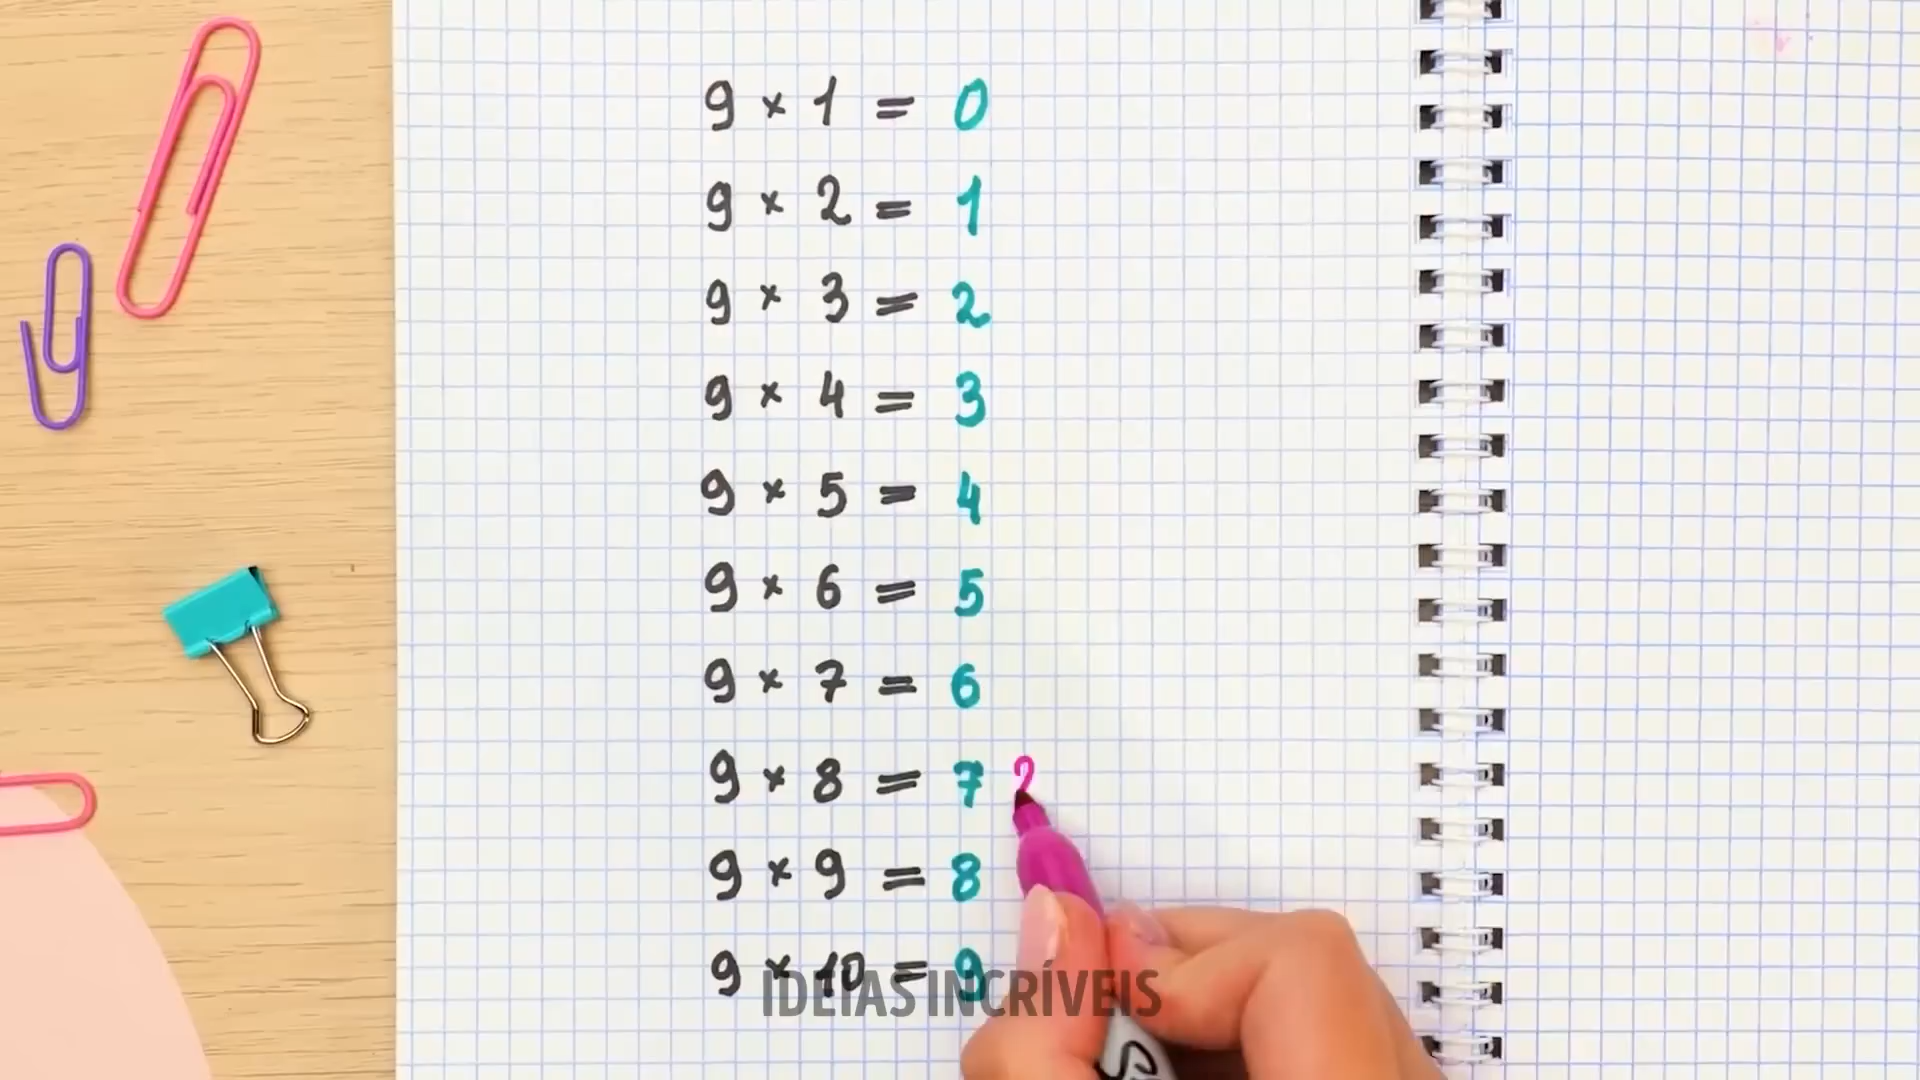 9 × 1 = 0
9 × 2 = 1
9 × 3 = 2
9 × 4 = 3
9 × 5 = 4
9 × 6 = 5
9 × 7 = 6
9 × 8 = 7 2
9 × 9 = 8
9 × 10 = 9
IDEIAS INCRÍVEIS